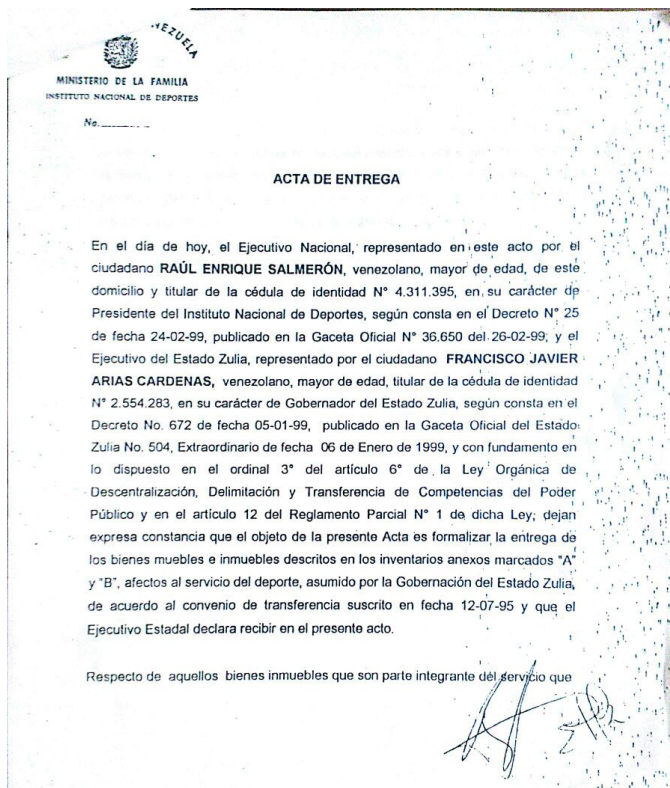 VEZUELA
MINISTERIO DE LA FAMILIA
INSTITUTO NACIONAL DE DEPORTES
No.
ACTA DE ENTREGA
En el día de hoy, el Ejecutivo Nacional, representado en este acto por el
ciudadano RAÚL ENRIQUE SALMERÓN, venezolano, mayor de edad, de este
domicilio y titular de la cédula de identidad N° 4.311.395, en su carácter de
Presidente del Instituto Nacional de Deportes, según consta en el Decreto N° 25
de fecha 24-02-99, publicado en la Gaceta Oficial N° 36.650 del 26-02-99; y el
Ejecutivo del Estado Zulia, representado por el ciudadano FRANCISCO JAVIER
ARIAS CARDENAS, venezolano, mayor de edad, titular de la cédula de identidad
N° 2.554.283, en su carácter de Gobernador del Estado Zulia, según consta en el
Decreto No. 672 de fecha 05-01-99, publicado en la Gaceta Oficial del Estado
Zulia No. 504, Extraordinario de fecha 06 de Enero de 1999, y con fundamento en
lo dispuesto en el ordinal 3° del artículo 6° de la Ley Orgánica de
Descentralización, Delimitación y Transferencia de Competencias del Poder
Público y en el artículo 12 del Reglamento Parcial N° 1 de dicha Ley; dejan
expresa constancia que el objeto de la presente Acta es formalizar la entrega de
los bienes muebles e inmuebles descritos en los inventarios anexos marcados "A"
y "B", afectos al servicio del deporte, asumido por la Gobernación del Estado Zulia,
de acuerdo al convenio de transferencia suscrito en fecha 12-07-95 y que el
Ejecutivo Estadal declara recibir en el presente acto.
Respecto de aquellos bienes inmuebles que son parte integrante del servicio que